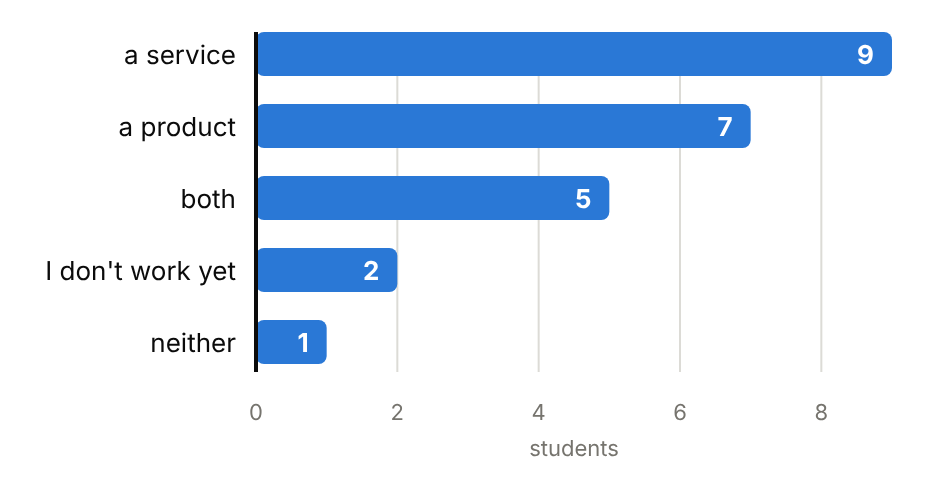 a service 9
a product 7
both 5
I don't work yet 2
neither 1
0 2 4 6 8
students